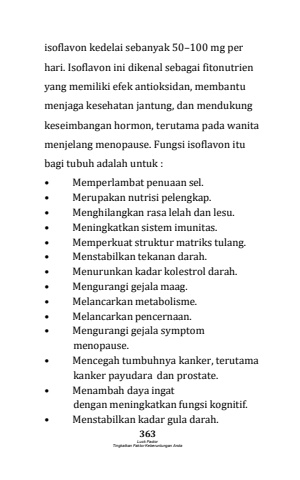 isoflavon kedelai sebanyak 50–100 mg per
hari. Isoflavon ini dikenal sebagai fitonutrien
yang memiliki efek antioksidan, membantu
menjaga kesehatan jantung, dan mendukung
keseimbangan hormon, terutama pada wanita
menjelang menopause. Fungsi isoflavon itu
bagi tubuh adalah untuk :
• Memperlambat penuaan sel.
• Merupakan nutrisi pelengkap.
• Menghilangkan rasa lelah dan lesu.
• Meningkatkan sistem imunitas.
• Memperkuat struktur matriks tulang.
• Menstabilkan tekanan darah.
• Menurunkan kadar kolestrol darah.
• Mengurangi gejala maag.
• Melancarkan metabolisme.
• Melancarkan pencernaan.
• Mengurangi gejala symptom
menopause.
• Mencegah tumbuhnya kanker, terutama
kanker payudara dan prostate.
• Menambah daya ingat
dengan meningkatkan fungsi kognitif.
• Menstabilkan kadar gula darah.
363
Luck Factor
Tingkatkan Faktor Keberuntungan Anda